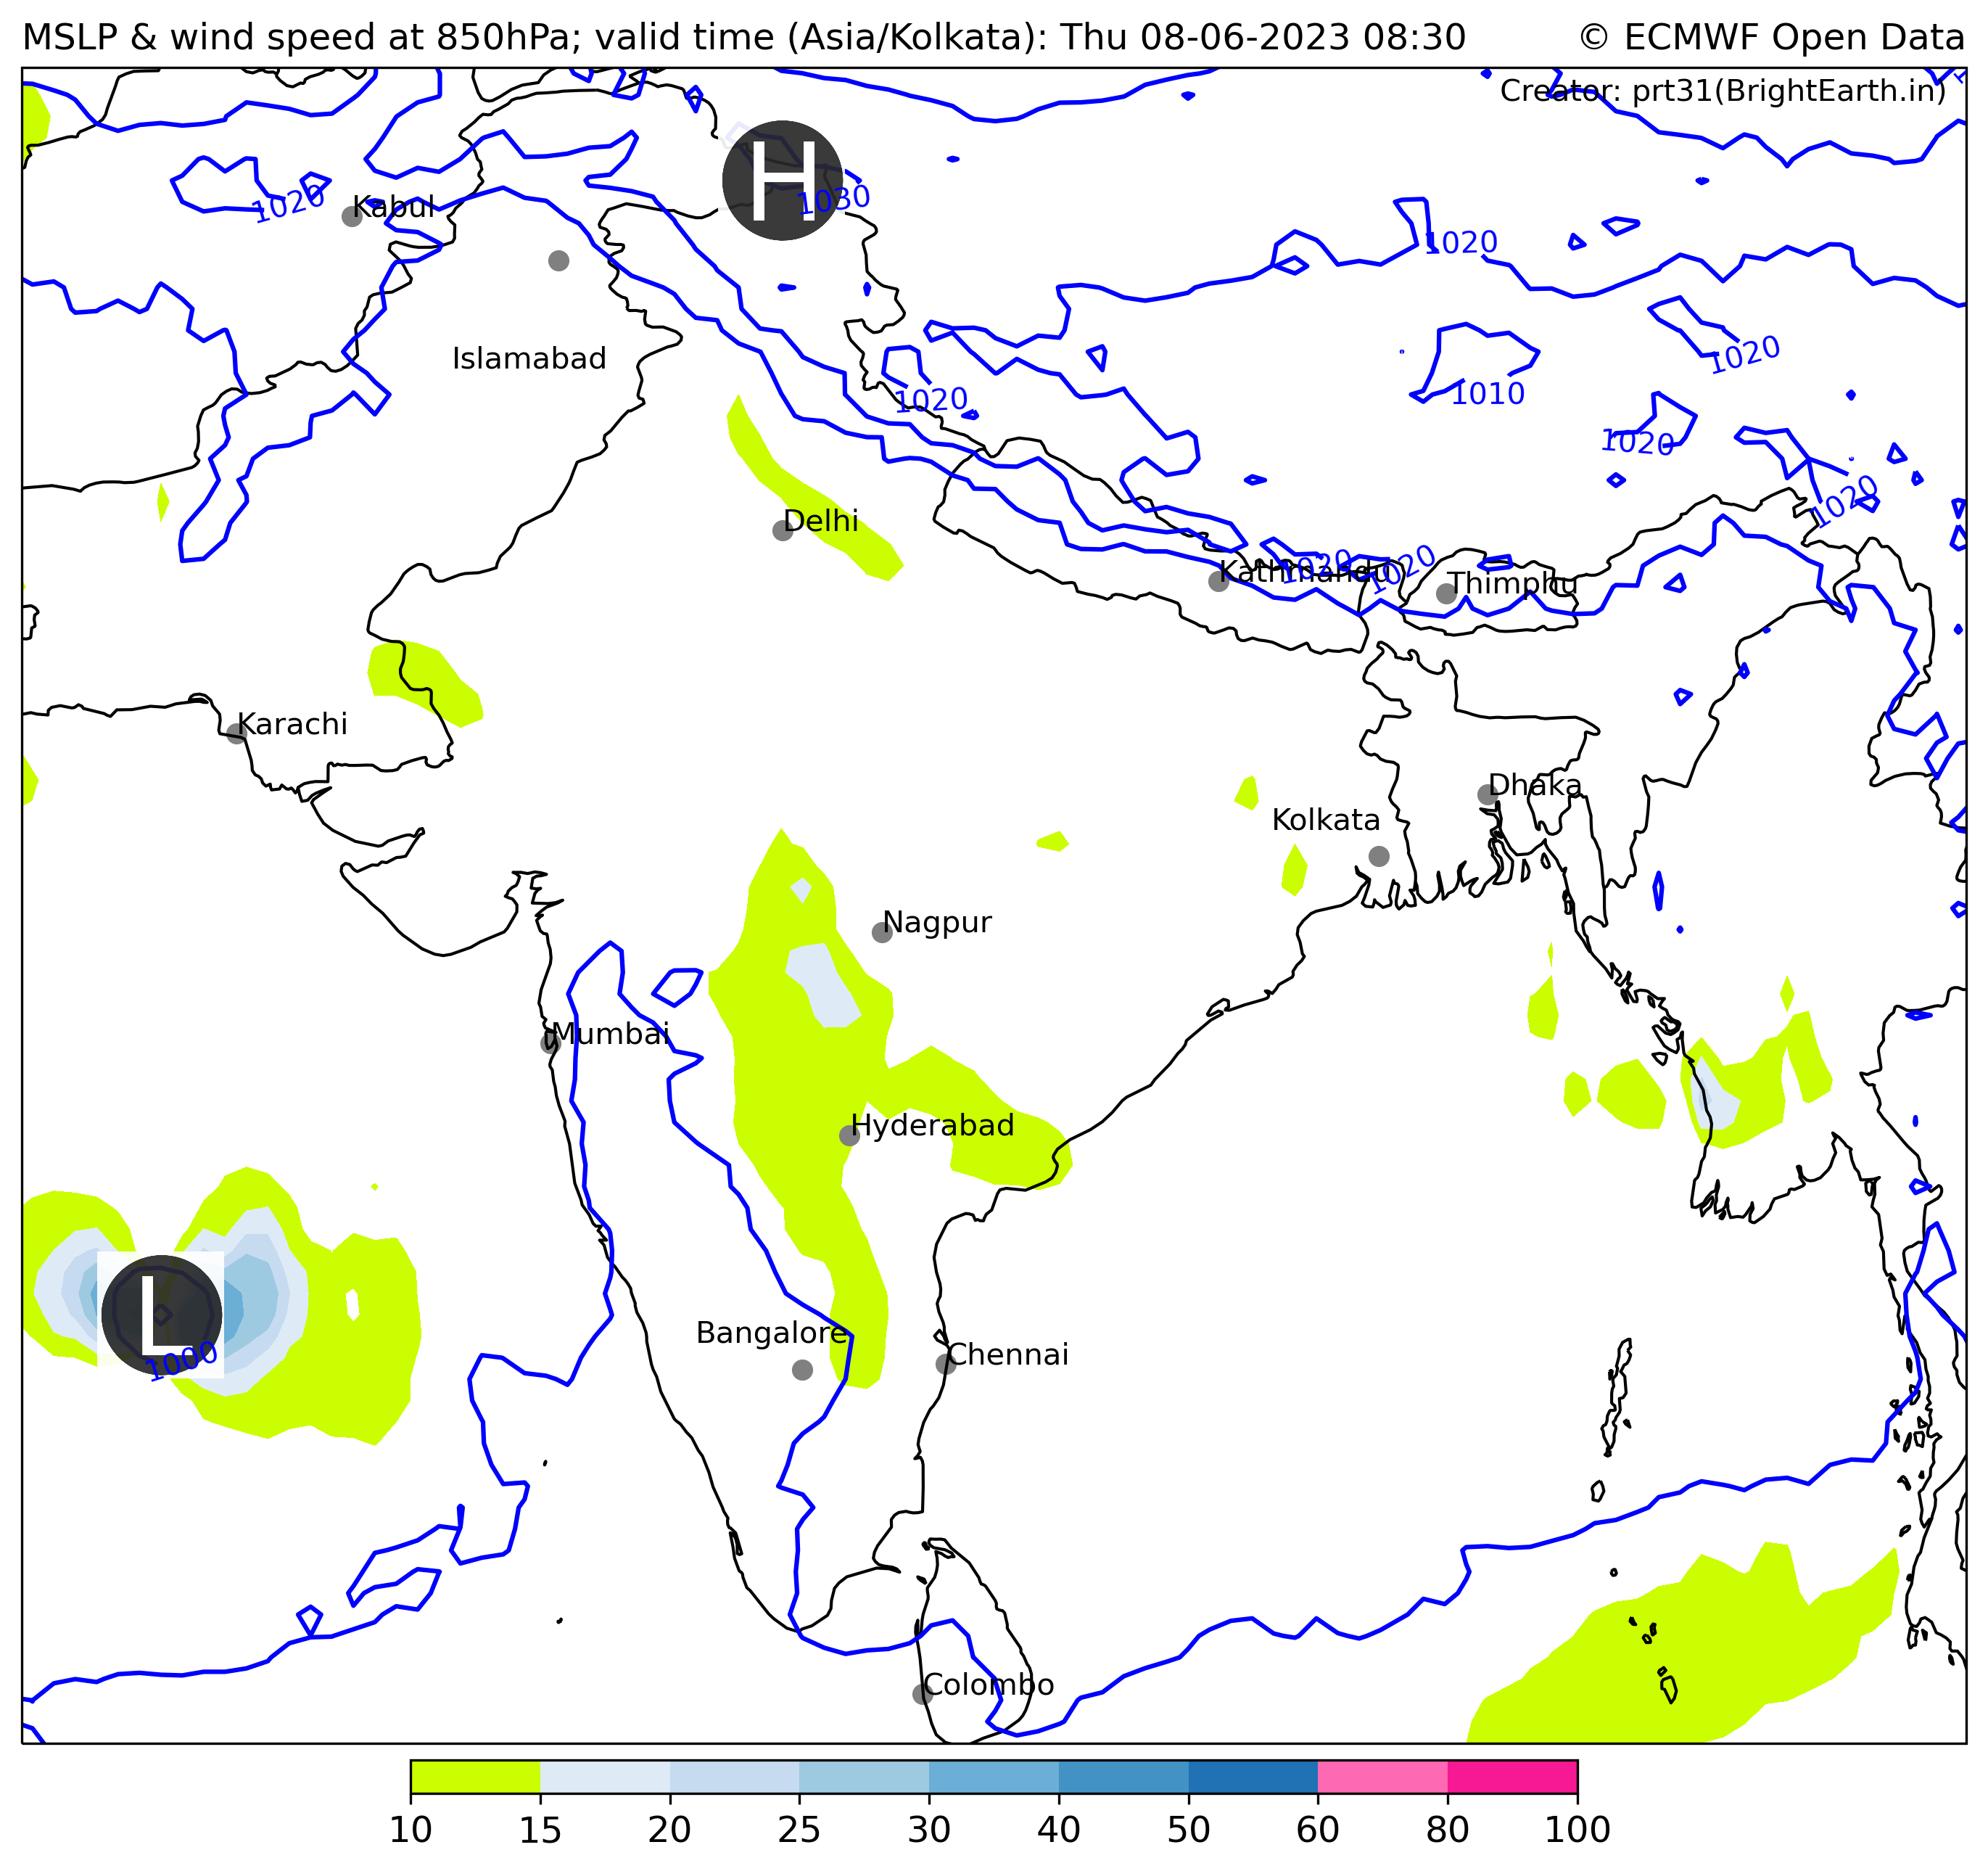 MSLP & wind speed at 850hPa; valid time (Asia/Kolkata): Thu 08-06-2023 08:30
© ECMWF Open Data
Creator: prt31(BrightEarth.in)
H
1030
1020
Kabul
1020
Islamabad
1020
1010
1020
1020
1020
1020
Delhi
Kathmandu
1020
1020
Thimphu
Karachi
Dhaka
Kolkata
Nagpur
Mumbai
Hyderabad
L
1000
Bangalore
Chennai
Colombo
10 15 20 25 30 40 50 60 80 100